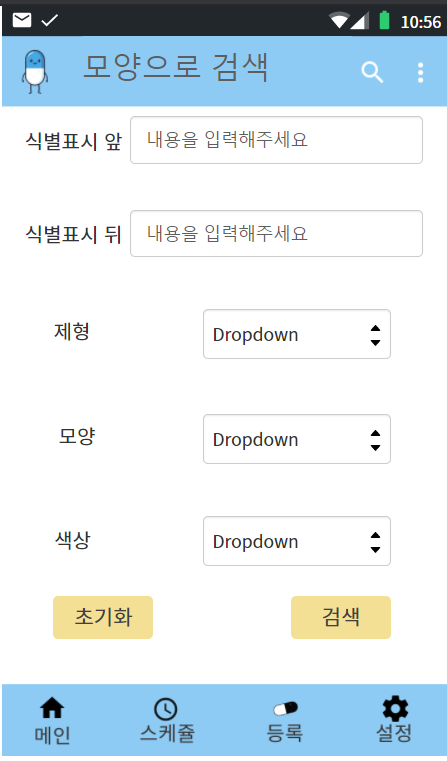 10:56
모양으로 검색
식별표시 앞 내용을 입력해주세요
식별표시 뒤 내용을 입력해주세요
제형 Dropdown
모양 Dropdown
색상 Dropdown
초기화 검색
메인 스케쥴 등록 설정